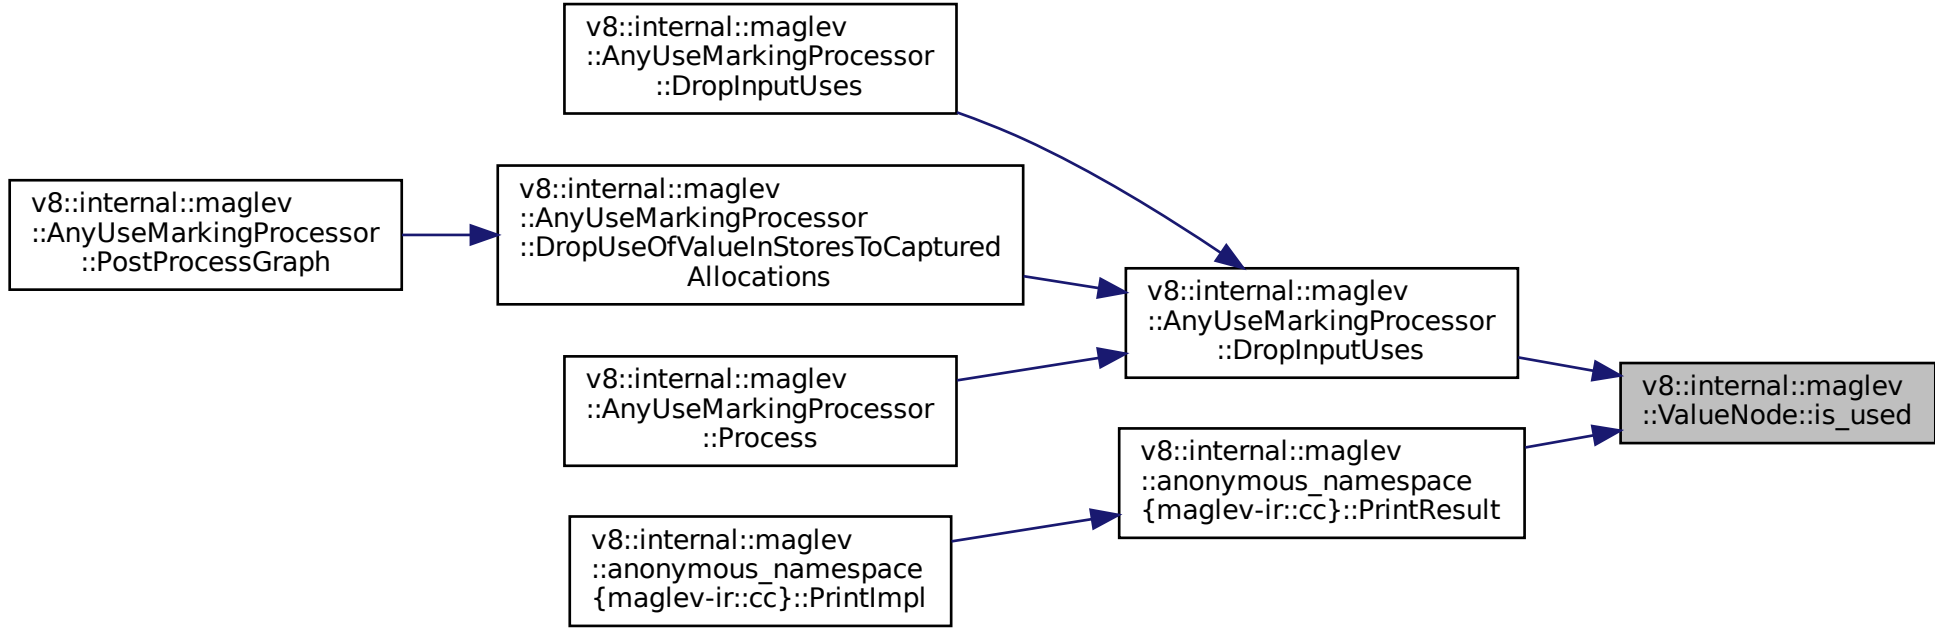 v8::internal::maglev
::AnyUseMarkingProcessor
::DropInputUses
v8::internal::maglev
::AnyUseMarkingProcessor
::DropUseOfValueInStoresToCaptured
Allocations
v8::internal::maglev
::AnyUseMarkingProcessor
::PostProcessGraph
v8::internal::maglev
::AnyUseMarkingProcessor
::DropInputUses
v8::internal::maglev
::AnyUseMarkingProcessor
::Process
v8::internal::maglev
::ValueNode::is_used
v8::internal::maglev
::anonymous_namespace
{maglev-ir::cc}::PrintResult
v8::internal::maglev
::anonymous_namespace
{maglev-ir::cc}::PrintImpl